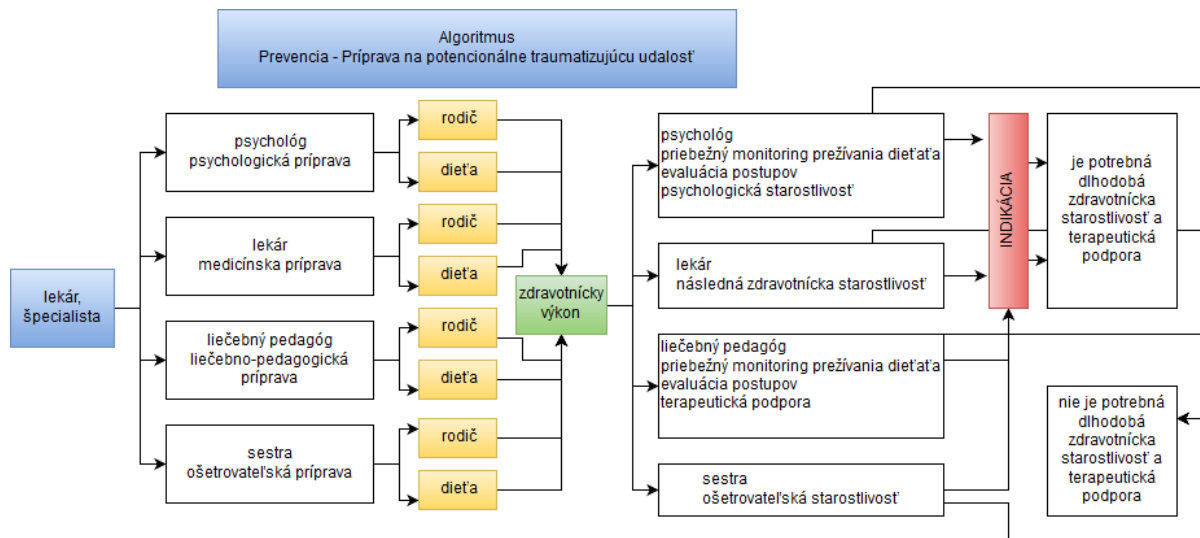 Algoritmus
Prevencia - Príprava na potencionálne traumatizujúcu udalosť
lekár,
špecialista
psychológ
psychologická príprava
rodič
dieťa
lekár
medicínska príprava
rodič
dieťa
liečebný pedagóg
liečebno-pedagogická
príprava
rodič
dieťa
sestra
ošetrovateľská príprava
rodič
dieťa
zdravotnícky
výkon
psychológ
priebežný monitoring prežívania dieťaťa
evaluácia postupov
psychologická starostlivosť
lekár
následná zdravotnícka starostlivosť
liečebný pedagóg
priebežný monitoring prežívania dieťaťa
evaluácia postupov
terapeutická podpora
sestra
ošetrovateľská starostlivosť
INDIKÁCIA
je potrebná
dlhodobá
zdravotnícka
starostlivosť a
terapeutická
podpora
nie je potrebná
dlhodobá
zdravotnícka
starostlivosť a
terapeutická
podpora